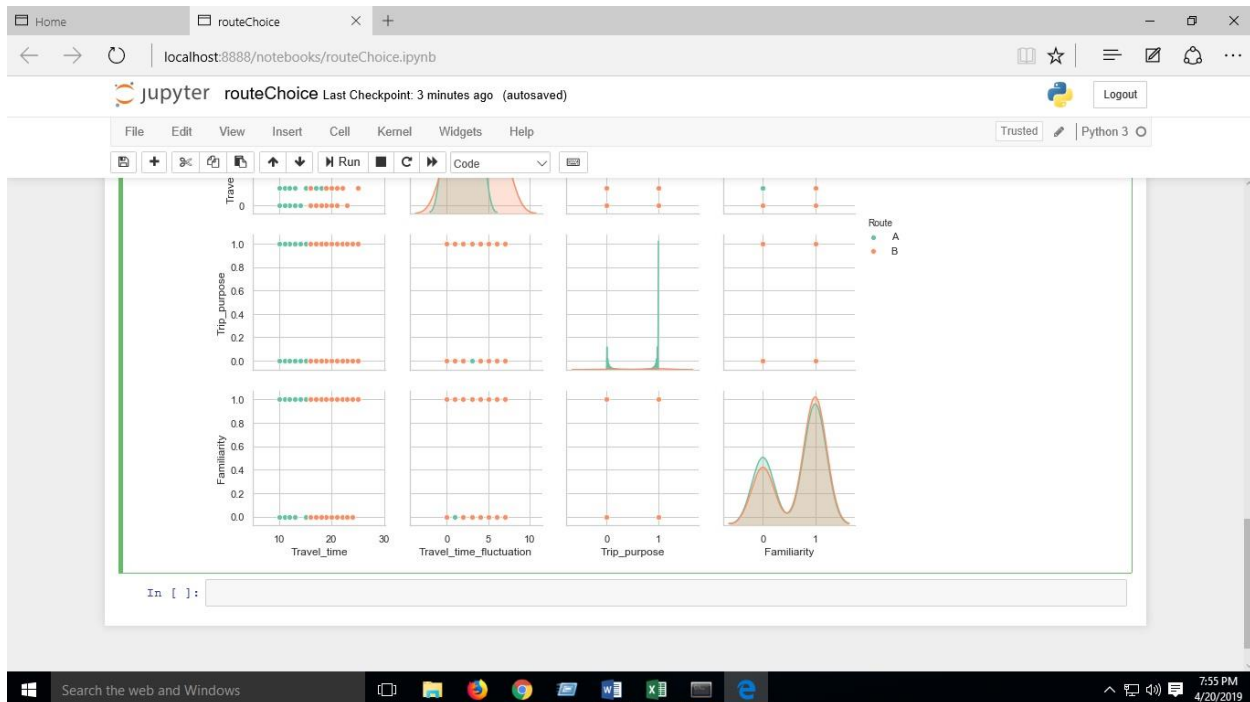 Home
routeChoice
localhost:8888/notebooks/routeChoice.ipynb
jupyter routeChoice Last Checkpoint: 3 minutes ago (autosaved)
Logout
File Edit View Insert Cell Kernel Widgets Help
Trusted Python 3
Run Code
Trave
0
Route
A
B
1.0
0.8
0.6
0.4
0.2
0.0
Trip_purpose
1.0
0.8
0.6
0.4
0.2
0.0
Familiarity
10 20 30 0 5 10 0 1 0 1
Travel_time Travel_time_fluctuation Trip_purpose Familiarity
In [ ]:
Search the web and Windows
7:55 PM
4/20/2019